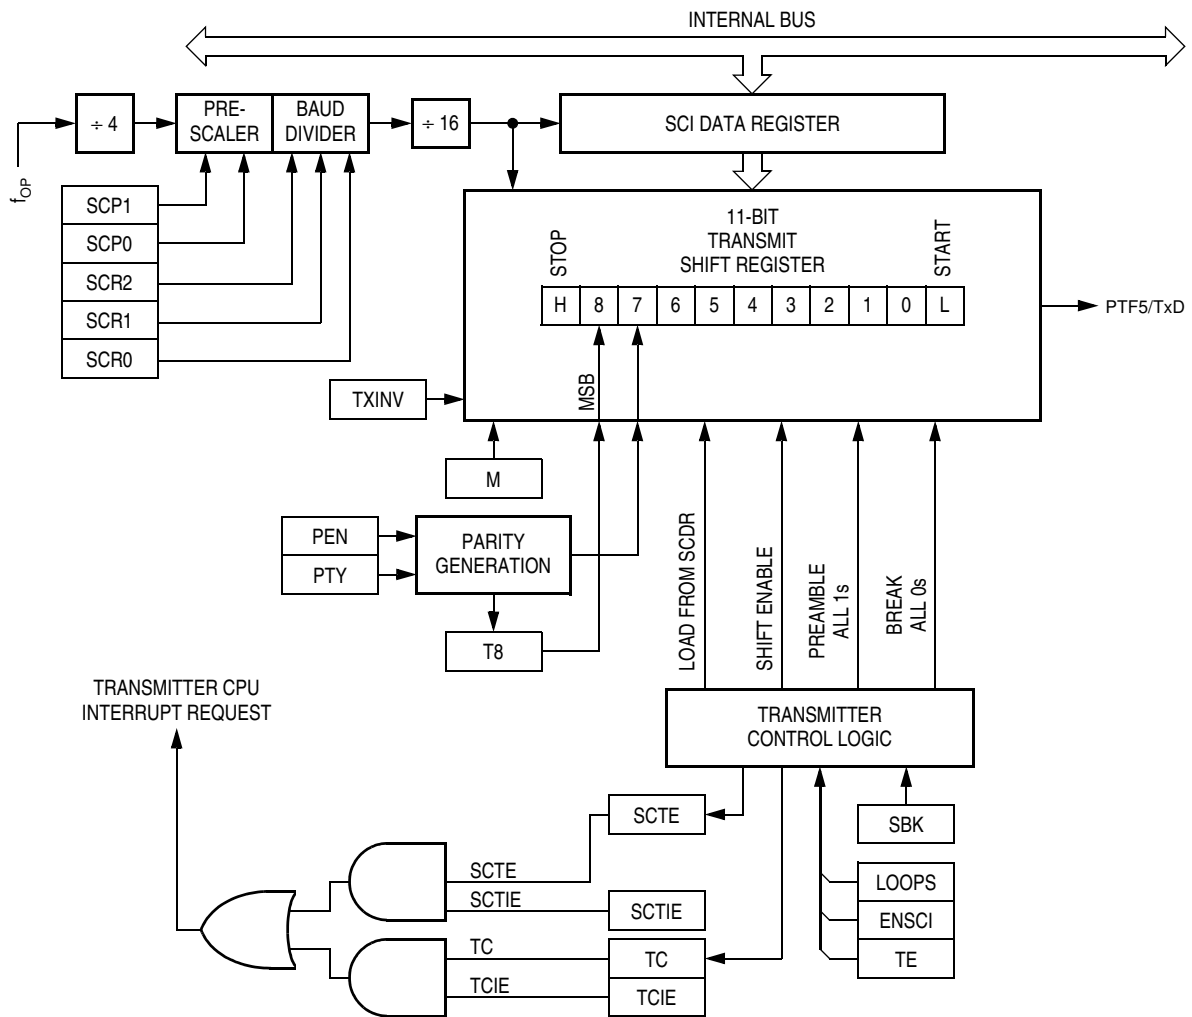 INTERNAL BUS
÷ 4
PRE-
SCALER
BAUD
DIVIDER
÷ 16
SCI DATA REGISTER
fOP
SCP1
SCP0
SCR2
SCR1
SCR0
11-BIT
TRANSMIT
SHIFT REGISTER
STOP
START
H 8 7 6 5 4 3 2 1 0 L
PTF5/TxD
MSB
TXINV
M
PEN
PTY
PARITY
GENERATION
T8
LOAD FROM SCDR
SHIFT ENABLE
PREAMBLE
ALL 1s
BREAK
ALL 0s
TRANSMITTER CPU
INTERRUPT REQUEST
TRANSMITTER
CONTROL LOGIC
SCTE
SBK
SCTE
SCTIE
SCTIE
LOOPS
ENSCI
TE
TC
TC
TCIE
TCIE